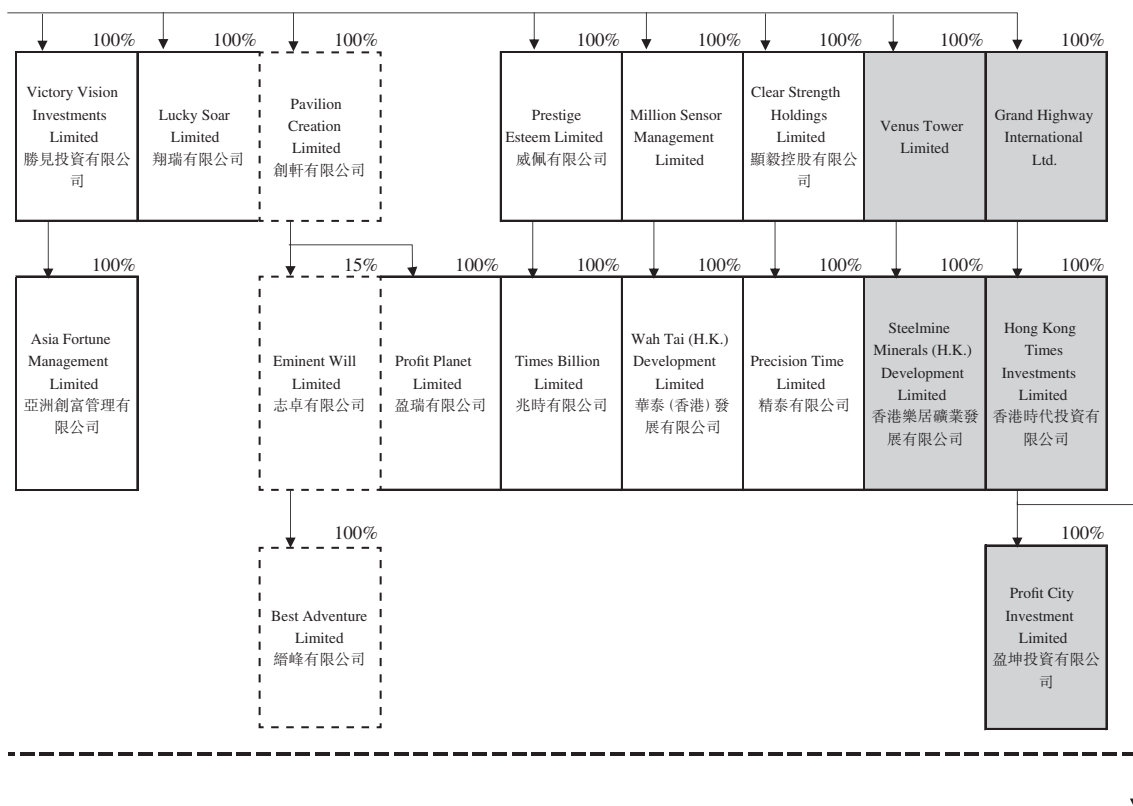 100%
100%
100%
100%
100%
100%
100%
100%
Victory Vision
Investments
Limited
勝見投資有限公
司
Lucky Soar
Limited
翔瑞有限公司
Pavilion
Creation
Limited
創軒有限公司
Prestige
Esteem Limited
威佩有限公司
Million Sensor
Management
Limited
Clear Strength
Holdings
Limited
顯毅控股有限公
司
Venus Tower
Limited
Grand Highway
International
Ltd.
100%
15%
100%
100%
100%
100%
100%
100%
Asia Fortune
Management
Limited
亞洲創富管理有
限公司
Eminent Will
Limited
志卓有限公司
Profit Planet
Limited
盈瑞有限公司
Times Billion
Limited
兆時有限公司
Wah Tai (H.K.)
Development
Limited
華泰(香港)發
展有限公司
Precision Time
Limited
精泰有限公司
Steelmine
Minerals (H.K.)
Development
Limited
香港樂居礦業發
展有限公司
Hong Kong
Times
Investments
Limited
香港時代投資有
限公司
100%
100%
Best Adventure
Limited
縉峰有限公司
Profit City
Investment
Limited
盈坤投資有限公
司